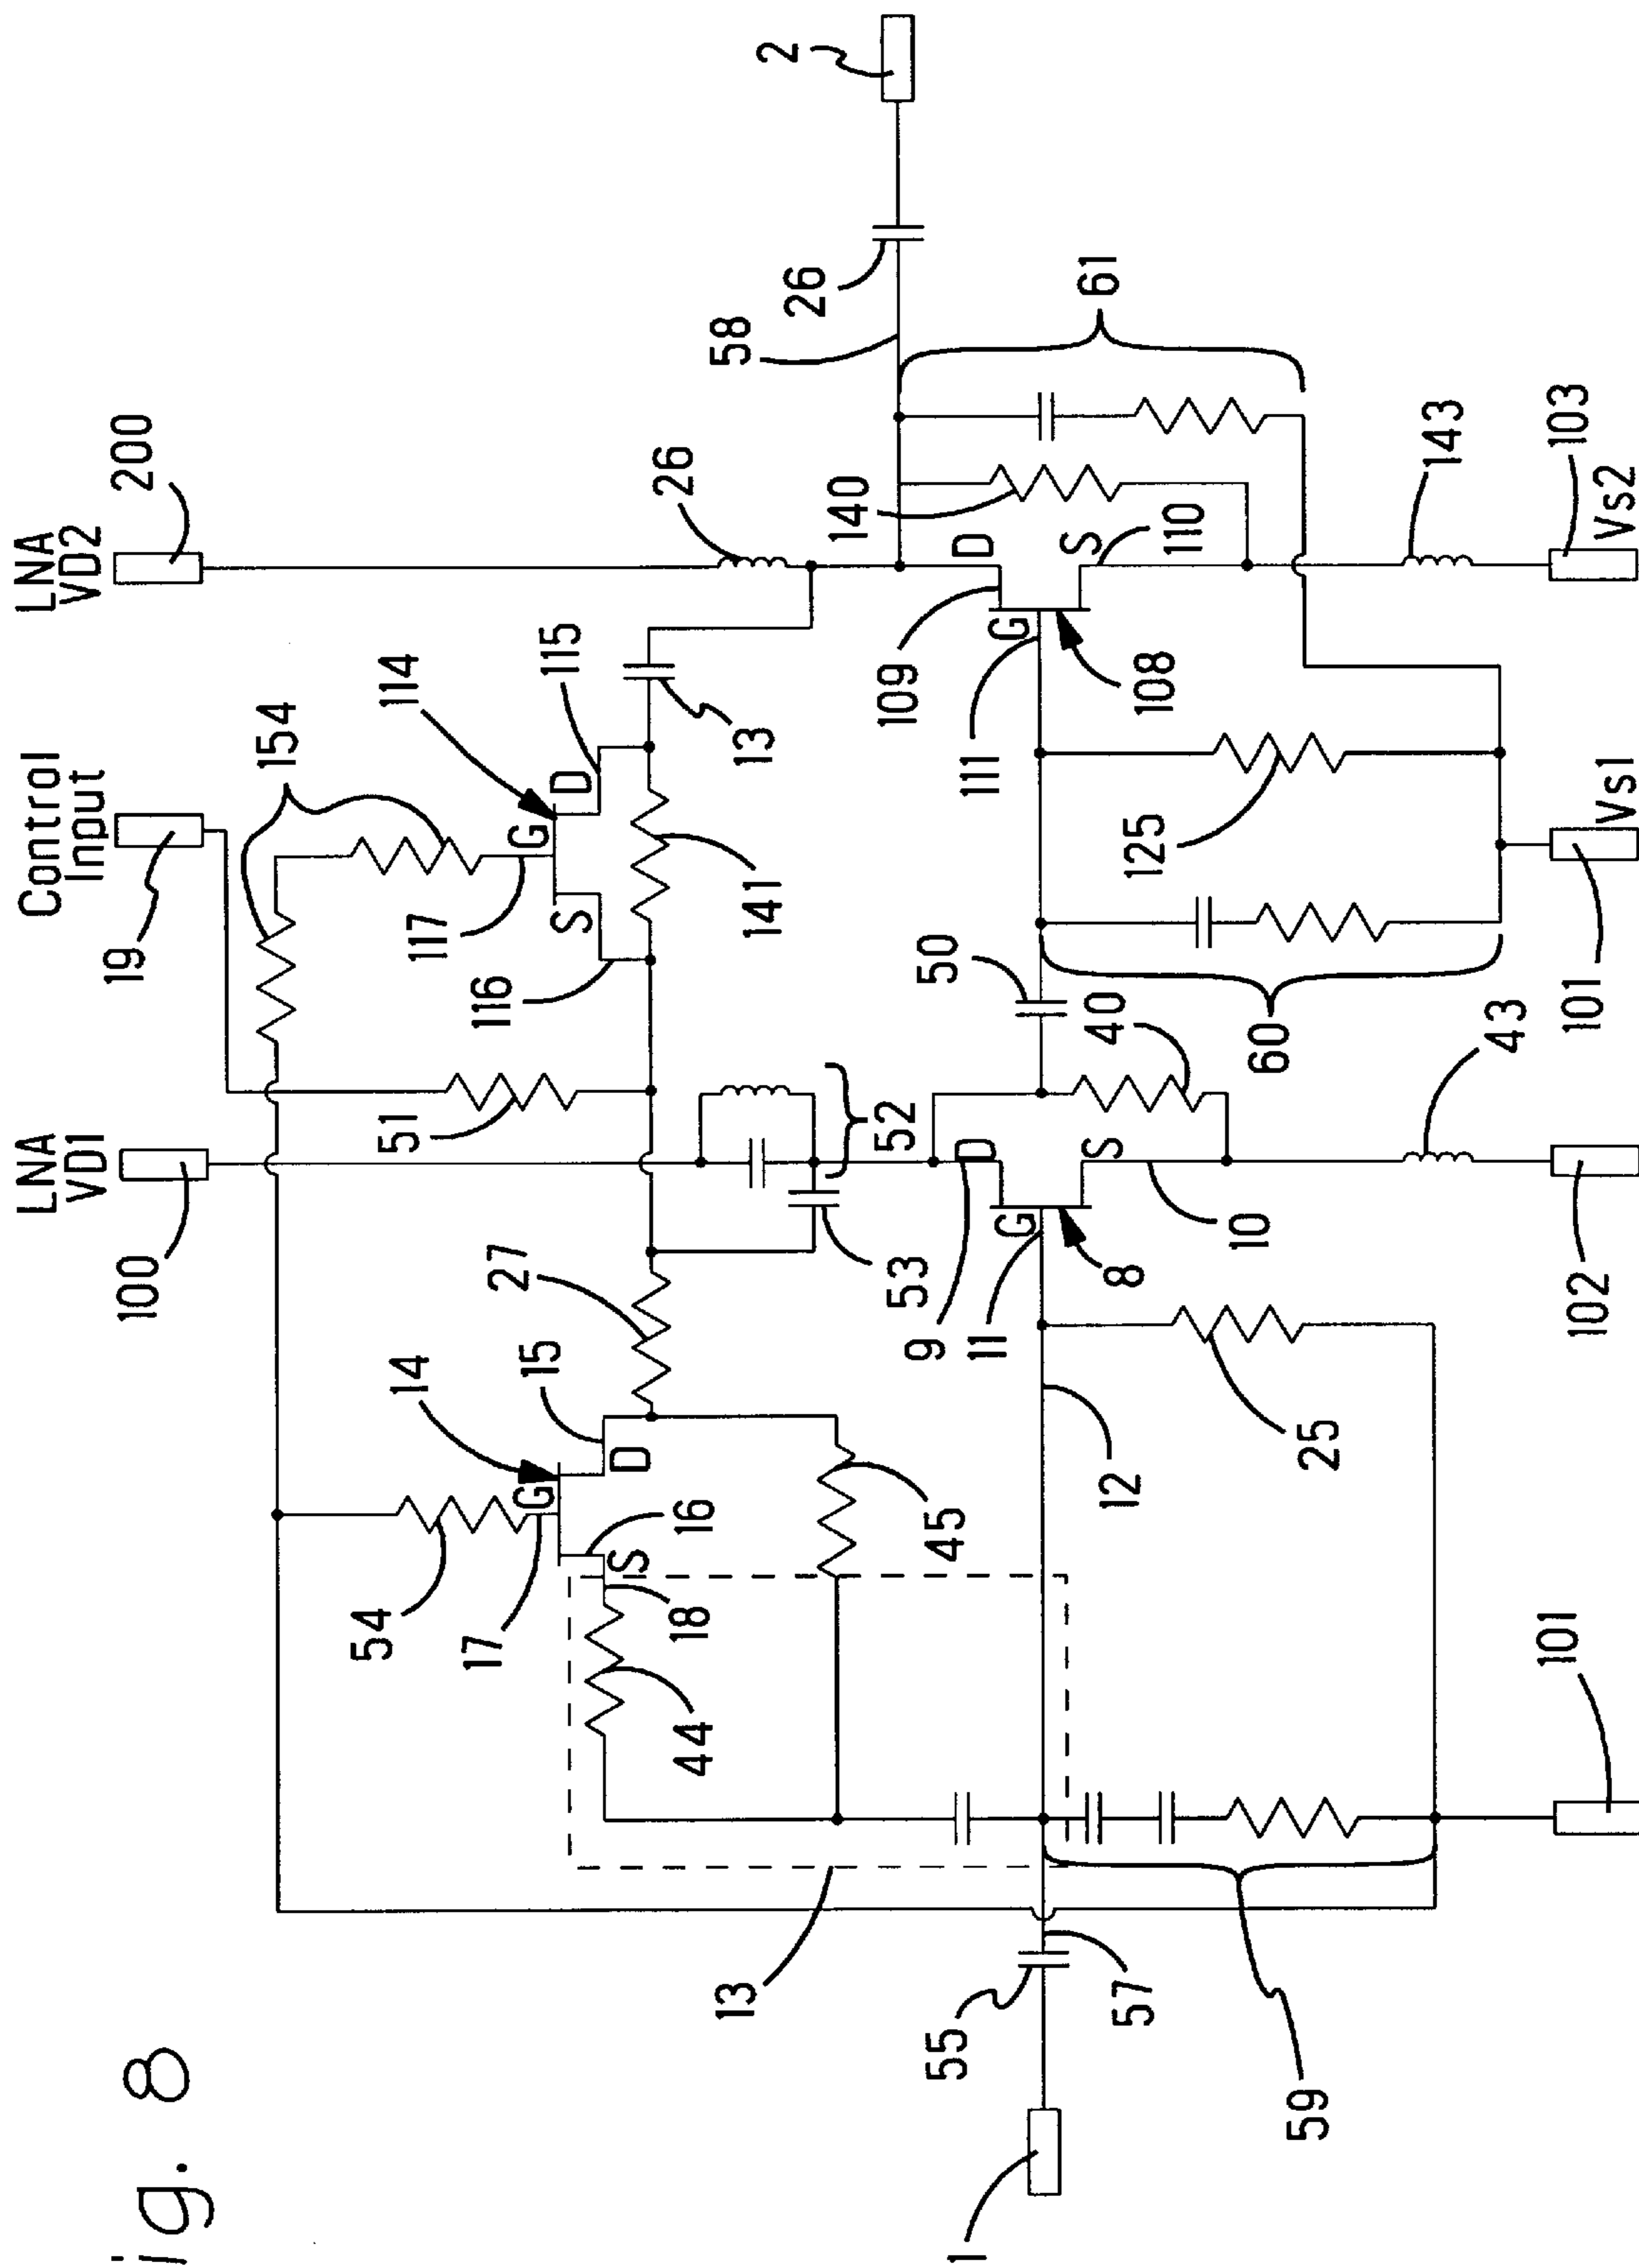 ig. 8
LNA
VD1
100
Control
Input
19
LNA
VD2
200
154
51
54
17
G
14
15
D
16
S
18
44
45
27
117
G
114
115
D
S
116
141
13
26
52
53
13
2
26
58
61
140
D
109
G
S
110
111
108
50
40
9
D
G
S
11
8
10
12
25
125
60
43
143
55
57
59
1
101
102
101
Vs1
103
Vs2